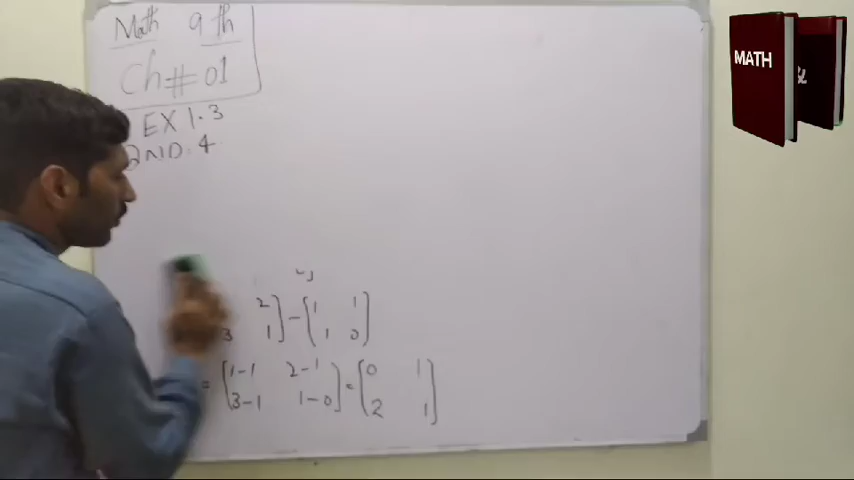 Math 9th
Ch# 01
EX 1.3
2ND. 4
2
3 1 ] - [ 1 1
1 0 ]
= [ 1-1 2-1
3-1 1-0 ] = [ 0 1
2 1 ]
MATH
&